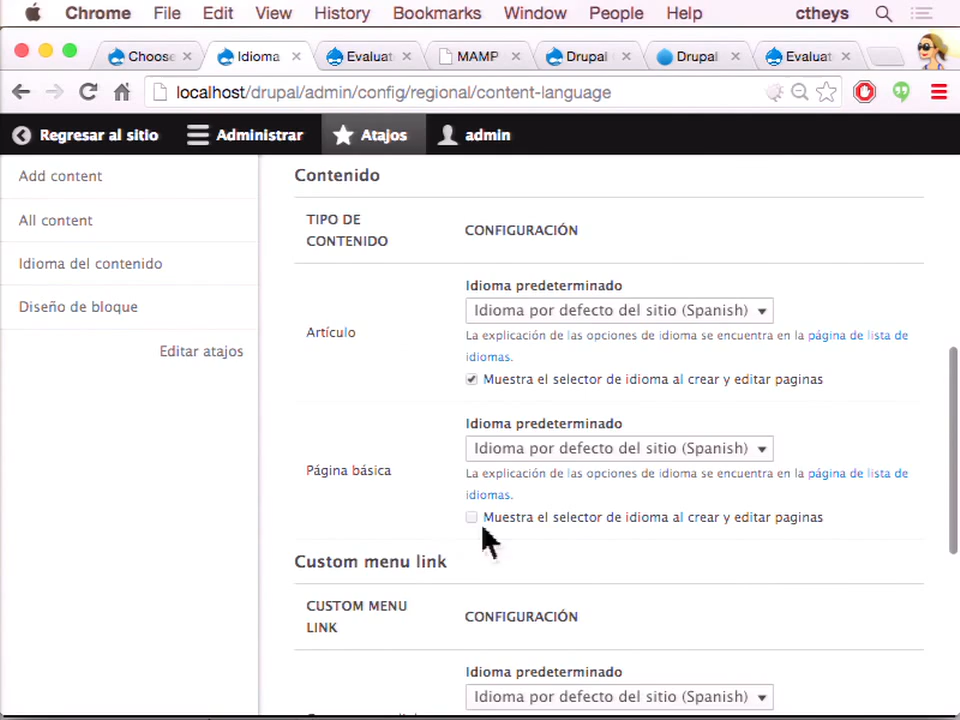 Chrome File Edit View History Bookmarks Window People Help ctheys
Choose Idioma Evaluat MAMP Drupal Drupal Evaluat
localhost/drupal/admin/config/regional/content-language
Regresar al sitio Administrar Atajos admin
Add content
All content
Idioma del contenido
Diseño de bloque
Editar atajos
Contenido
TIPO DE
CONTENIDO
CONFIGURACIÓN
Idioma predeterminado
Idioma por defecto del sitio (Spanish)
Artículo
La explicación de las opciones de idioma se encuentra en la página de lista de
idiomas.
Muestra el selector de idioma al crear y editar paginas
Idioma predeterminado
Idioma por defecto del sitio (Spanish)
Página básica
La explicación de las opciones de idioma se encuentra en la página de lista de
idiomas.
Muestra el selector de idioma al crear y editar paginas
Custom menu link
CUSTOM MENU
LINK
CONFIGURACIÓN
Idioma predeterminado
Idioma por defecto del sitio (Spanish)